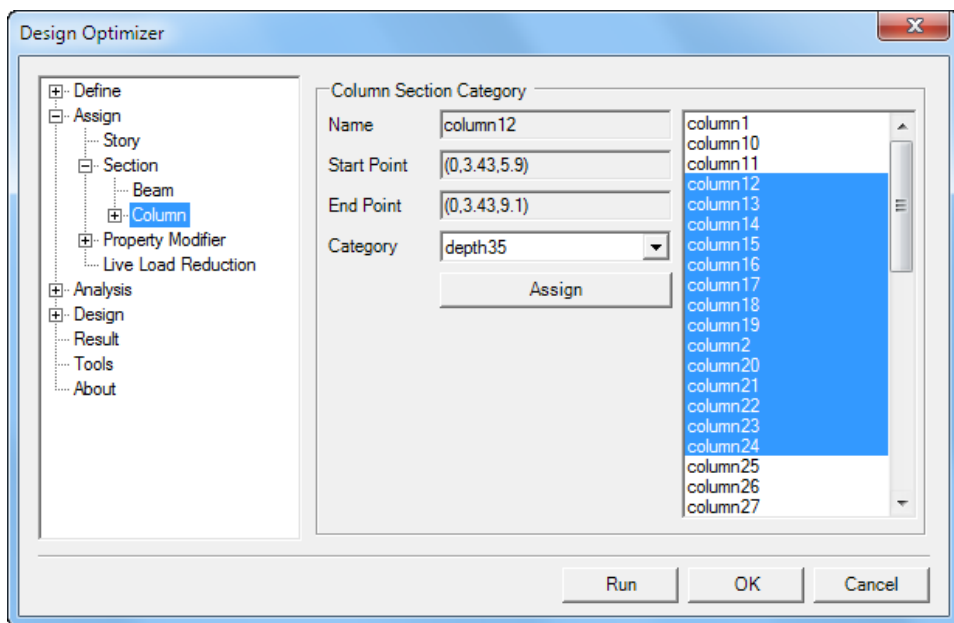 Design Optimizer
Define
Assign
Story
Section
Beam
Column
Property Modifier
Live Load Reduction
Analysis
Design
Result
Tools
About
Column Section Category
Name column12
Start Point (0,3.43,5.9)
End Point (0,3.43,9.1)
Category depth35
Assign
column1
column10
column11
column12
column13
column14
column15
column16
column17
column18
column19
column2
column20
column21
column22
column23
column24
column25
column26
column27
Run OK Cancel